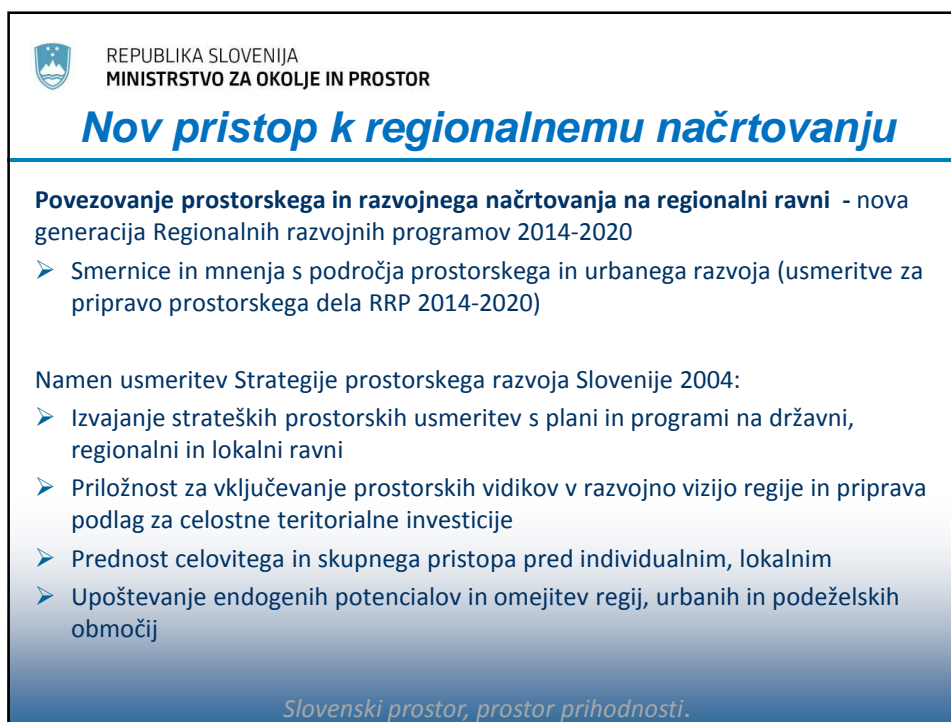 REPUBLIKA SLOVENIJA
MINISTRSTVO ZA OKOLJE IN PROSTOR
Nov pristop k regionalnemu načrtovanju
Povezovanje prostorskega in razvojnega načrtovanja na regionalni ravni - nova
generacija Regionalnih razvojnih programov 2014-2020
➢ Smernice in mnenja s področja prostorskega in urbanega razvoja (usmeritve za
pripravo prostorskega dela RRP 2014-2020)
Namen usmeritev Strategije prostorskega razvoja Slovenije 2004:
➢ Izvajanje strateških prostorskih usmeritev s plani in programi na državni,
regionalni in lokalni ravni
➢ Priložnost za vključevanje prostorskih vidikov v razvojno vizijo regije in priprava
podlag za celostne teritorialne investicije
➢ Prednost celovitega in skupnega pristopa pred individualnim, lokalnim
➢ Upoštevanje endogenih potencialov in omejitev regij, urbanih in podeželskih
območij
Slovenski prostor, prostor prihodnosti.